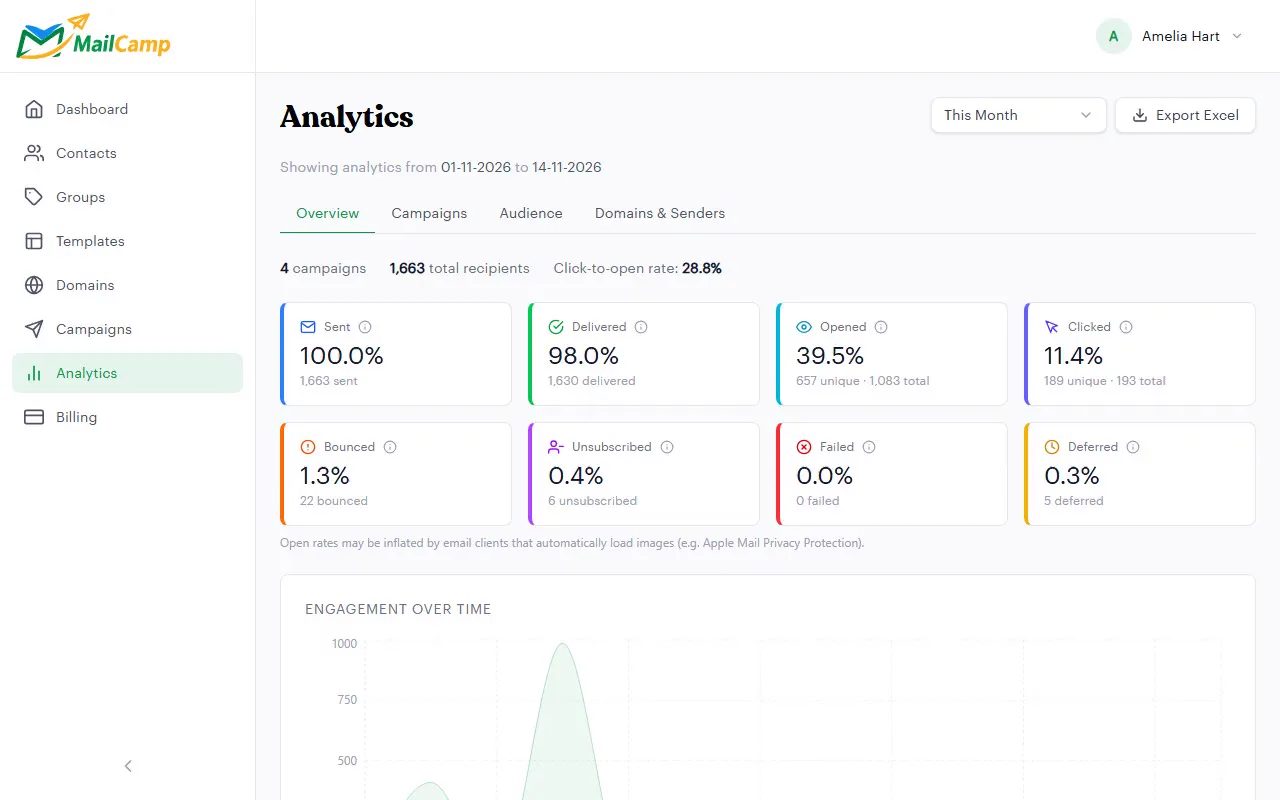 MailCamp
A
Amelia Hart
Dashboard
Contacts
Groups
Templates
Domains
Campaigns
Analytics
Billing
Analytics
This Month
Export Excel
Showing analytics from 01-11-2026 to 14-11-2026
Overview
Campaigns
Audience
Domains & Senders
4 campaigns
1,663 total recipients
Click-to-open rate: 28.8%
Sent
100.0%
1,663 sent
Delivered
98.0%
1,630 delivered
Opened
39.5%
657 unique · 1,083 total
Clicked
11.4%
189 unique · 193 total
Bounced
1.3%
22 bounced
Unsubscribed
0.4%
6 unsubscribed
Failed
0.0%
0 failed
Deferred
0.3%
5 deferred
Open rates may be inflated by email clients that automatically load images (e.g. Apple Mail Privacy Protection).
ENGAGEMENT OVER TIME
1000
750
500